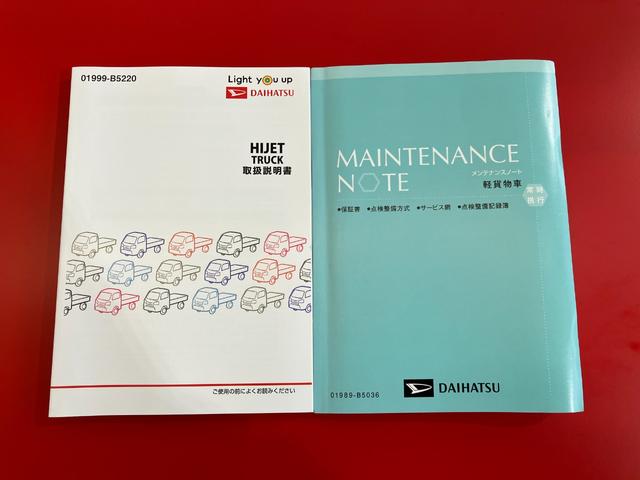 01999-B5220
Light you up
DAIHATSU
HIJET
TRUCK
取扱説明書
ご使用の前によくお読みください
MAINTENANCE
NOTE
メンテナンスノート
軽貨物車
常時
携行
●保証書 ●点検整備方式 ●サービス網 ●点検整備記録簿
DAIHATSU
01989-B5036